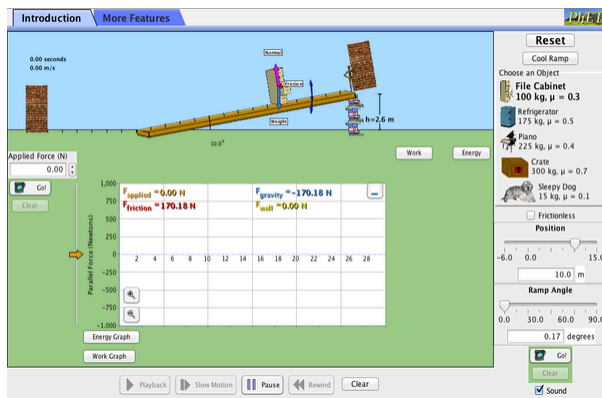 Introduction
More Features
PhET
0.00 seconds
0.00 m/s
Normal
Friction
Weight
h=2.6 m
10.0°
Work
Energy
Applied Force (N)
0.00
Go!
Clear
Parallel Force (Newtons)
1,000
750
500
250
0
-250
-500
-750
-1,000
Fapplied =0.00 N
Fgravity =-170.18 N
Ffriction =170.18 N
Fwall =0.00 N
2 4 6 8 10 12 14 16 18 20 22 24 26 28
Energy Graph
Work Graph
Playback
Slow Motion
Pause
Rewind
Clear
Reset
Cool Ramp
Choose an Object
File Cabinet
100 kg, μ = 0.3
Refrigerator
175 kg, μ = 0.5
Piano
225 kg, μ = 0.4
Crate
300 kg, μ = 0.7
Sleepy Dog
15 kg, μ = 0.1
Frictionless
Position
-6.0 0.0 15.0
10.0 m
Ramp Angle
0.0 30.0 60.0 90.0
0.17 degrees
Go!
Clear
Sound